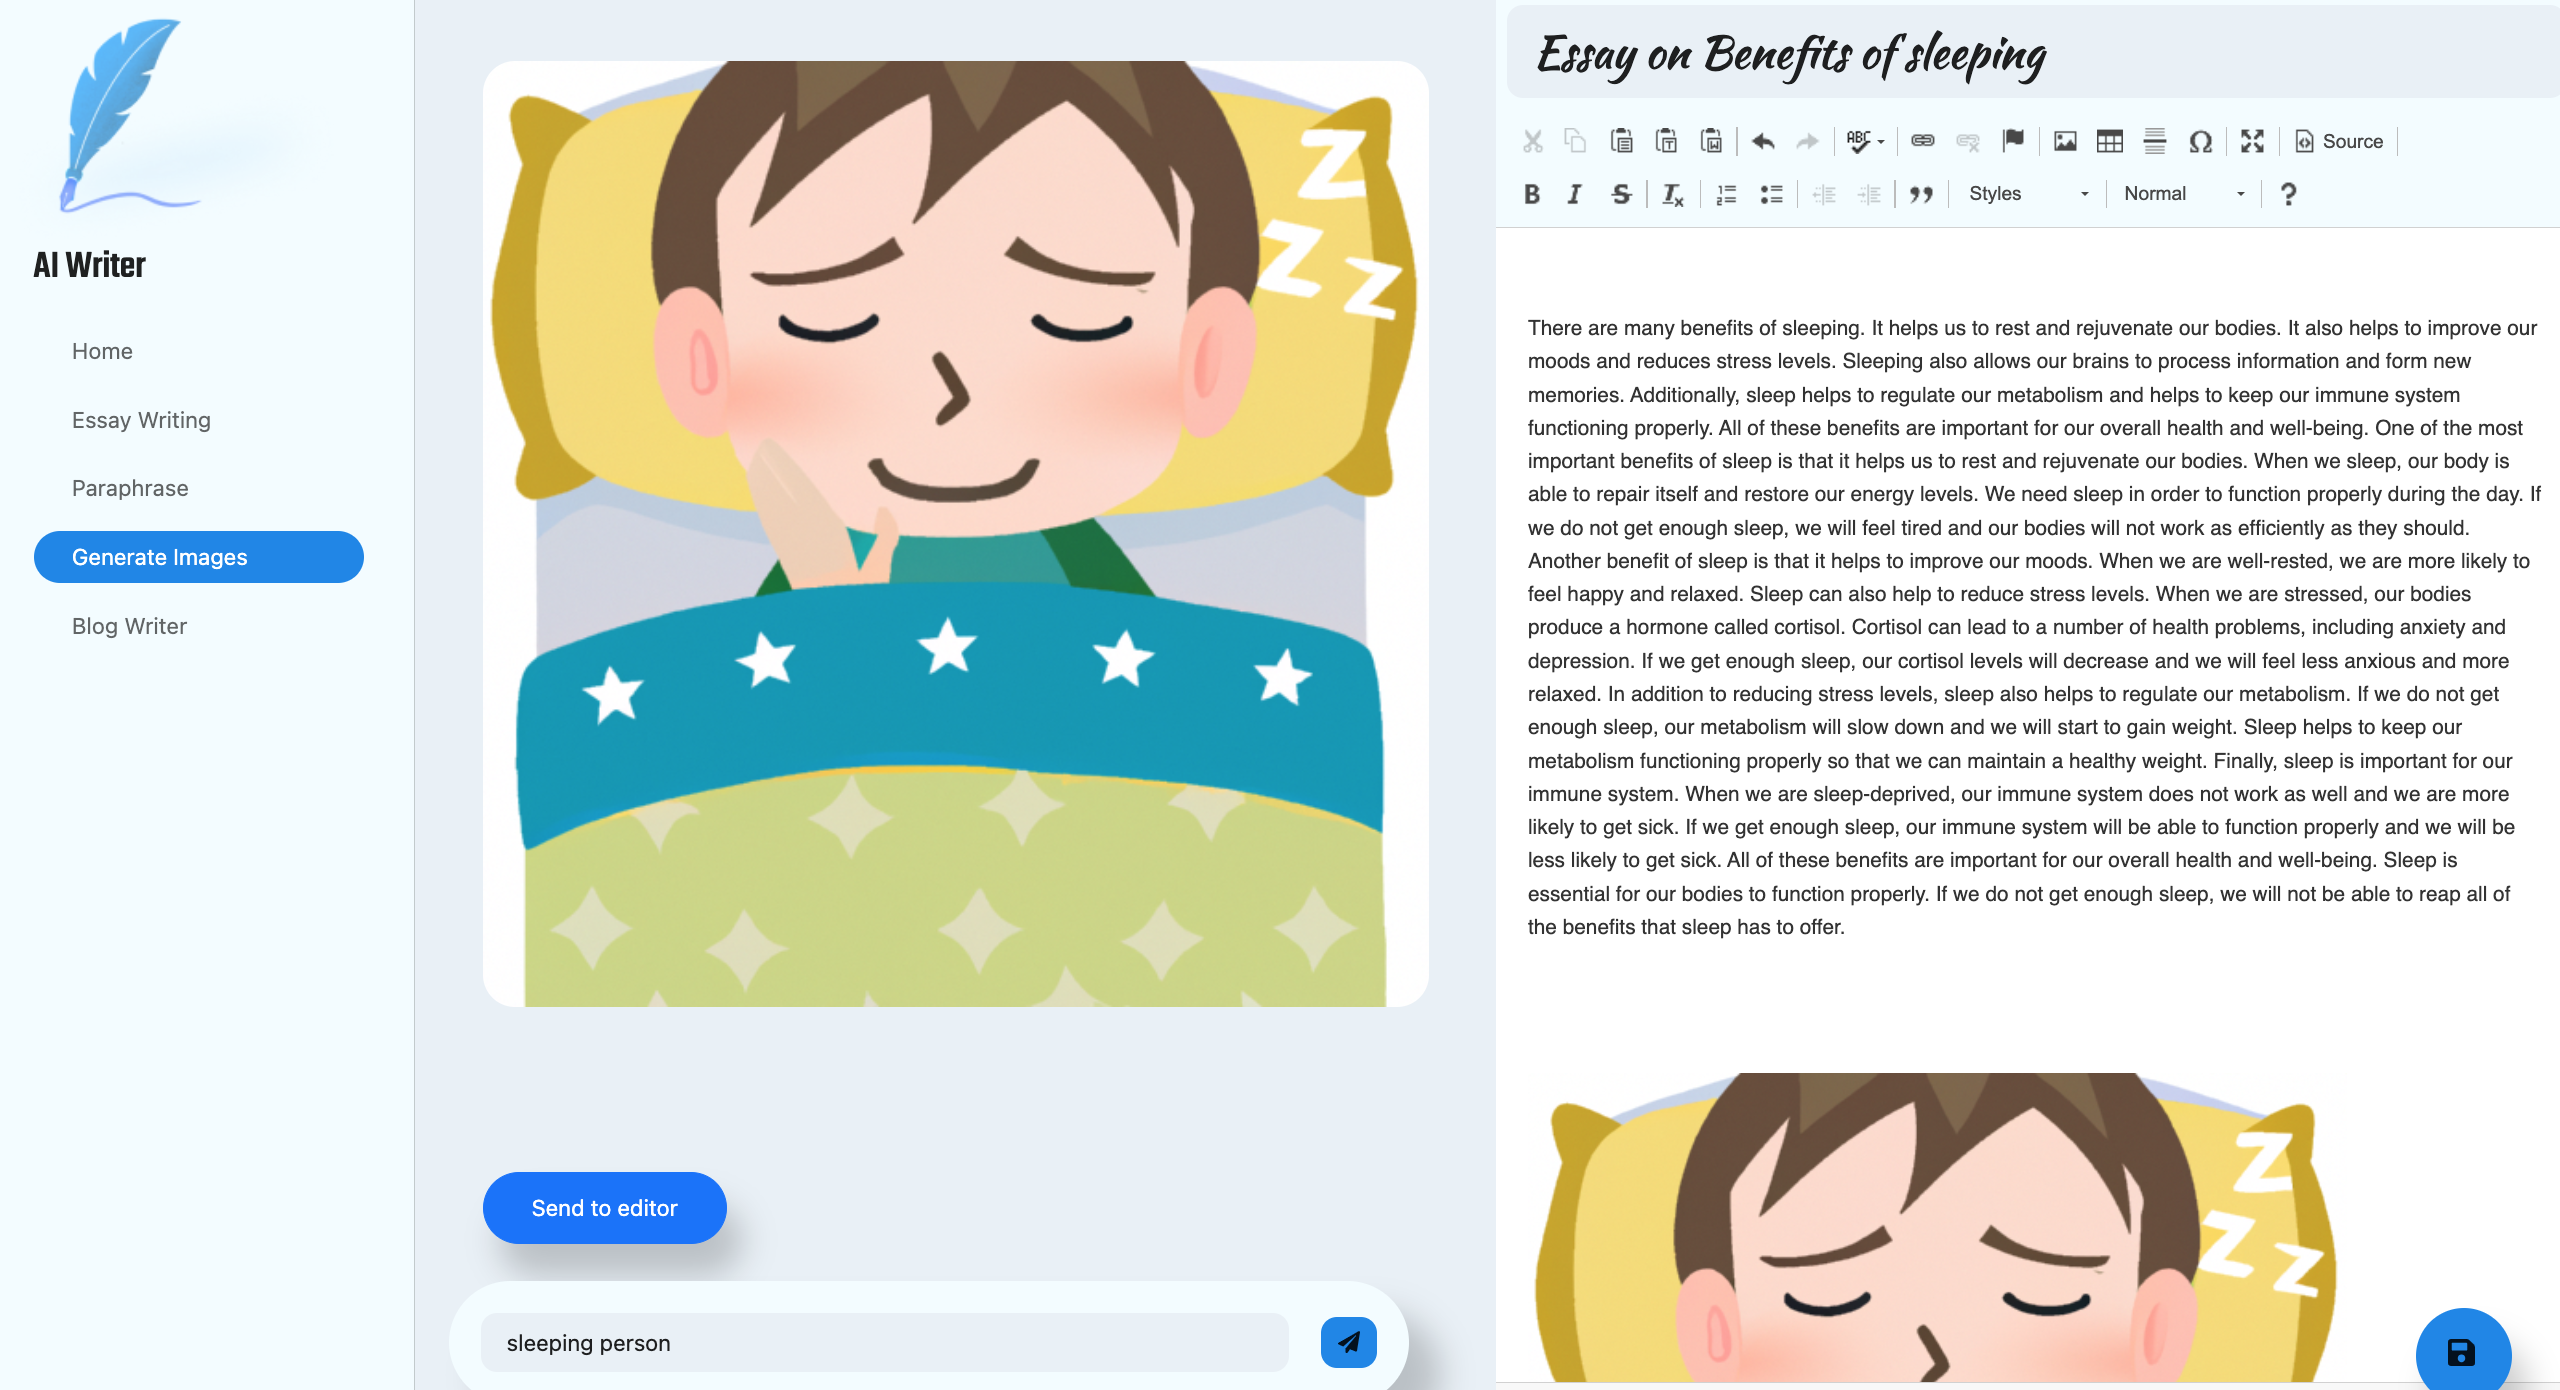 AI Writer
Home
Essay Writing
Paraphrase
Generate Images
Blog Writer
Z
Z
Z
Send to editor
sleeping person
Essay on Benefits of sleeping
ABC
Source
B I S Tx Styles Normal ?
There are many benefits of sleeping. It helps us to rest and rejuvenate our bodies. It also helps to improve our
moods and reduces stress levels. Sleeping also allows our brains to process information and form new
memories. Additionally, sleep helps to regulate our metabolism and helps to keep our immune system
functioning properly. All of these benefits are important for our overall health and well-being. One of the most
important benefits of sleep is that it helps us to rest and rejuvenate our bodies. When we sleep, our body is
able to repair itself and restore our energy levels. We need sleep in order to function properly during the day. If
we do not get enough sleep, we will feel tired and our bodies will not work as efficiently as they should.
Another benefit of sleep is that it helps to improve our moods. When we are well-rested, we are more likely to
feel happy and relaxed. Sleep can also help to reduce stress levels. When we are stressed, our bodies
produce a hormone called cortisol. Cortisol can lead to a number of health problems, including anxiety and
depression. If we get enough sleep, our cortisol levels will decrease and we will feel less anxious and more
relaxed. In addition to reducing stress levels, sleep also helps to regulate our metabolism. If we do not get
enough sleep, our metabolism will slow down and we will start to gain weight. Sleep helps to keep our
metabolism functioning properly so that we can maintain a healthy weight. Finally, sleep is important for our
immune system. When we are sleep-deprived, our immune system does not work as well and we are more
likely to get sick. If we get enough sleep, our immune system will be able to function properly and we will be
less likely to get sick. All of these benefits are important for our overall health and well-being. Sleep is
essential for our bodies to function properly. If we do not get enough sleep, we will not be able to reap all of
the benefits that sleep has to offer.
Z
Z
Z